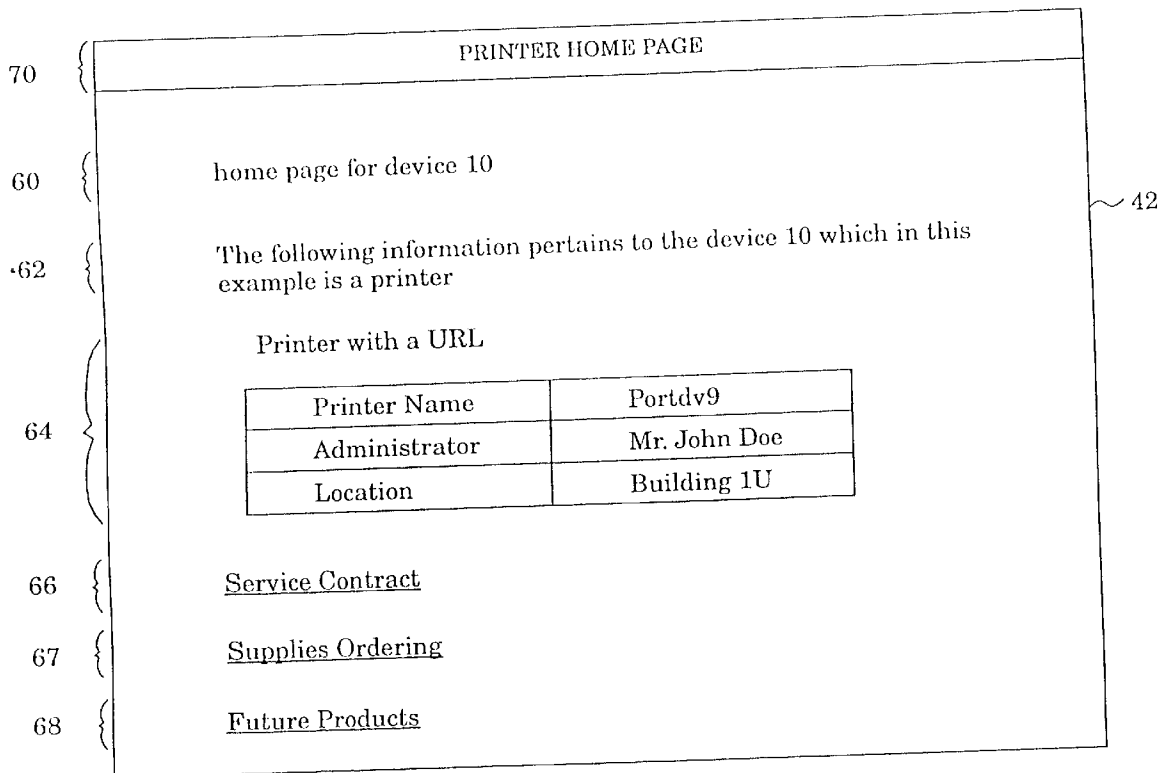 70 PRINTER HOME PAGE
60 home page for device 10
42
62 The following information pertains to the device 10 which in this
example is a printer
Printer with a URL
Printer Name Portdv9
64 Administrator Mr. John Doe
Location Building 1U
66 Service Contract
67 Supplies Ordering
68 Future Products